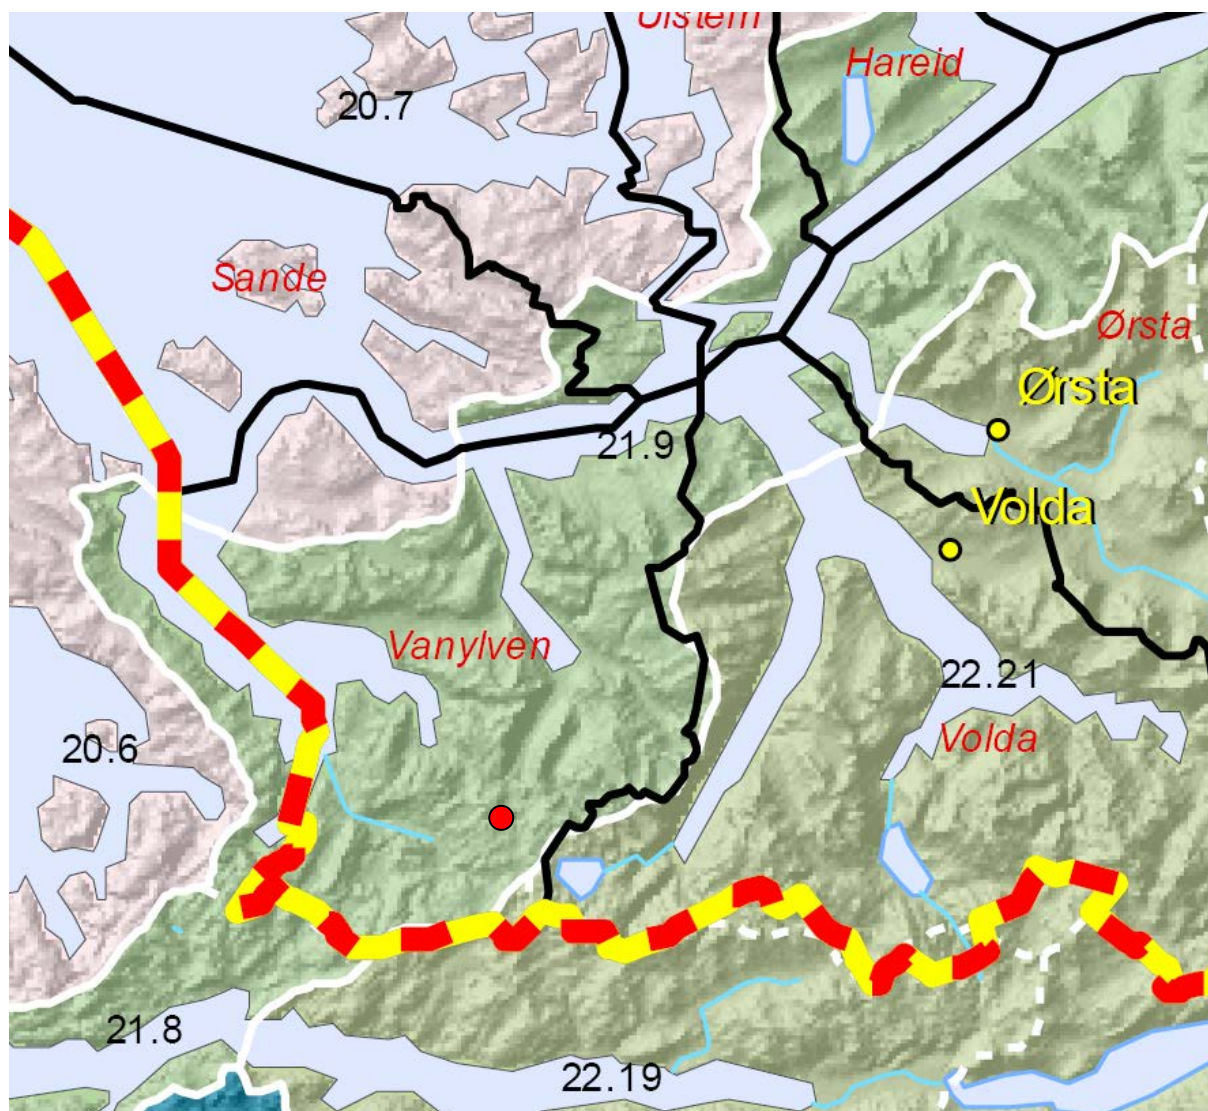 Ulstein
Hareid
20.7
Sande
Ørsta
Ørsta
21.9
Volda
Vanylven
22.21
Volda
20.6
21.8
22.19